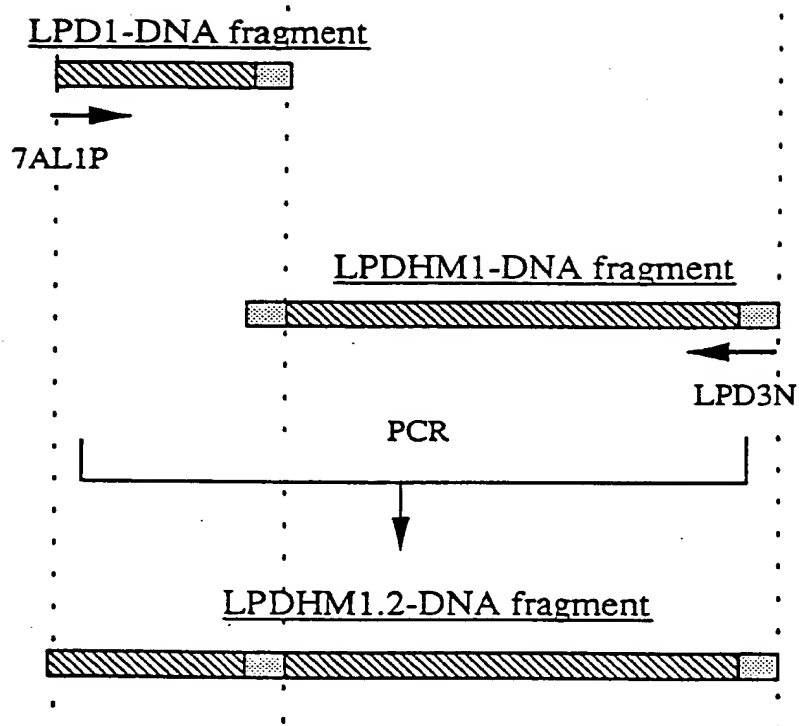 LPD1-DNA fragment
7AL1P
LPDHM1-DNA fragment
LPD3N
PCR
LPDHM1.2-DNA fragment